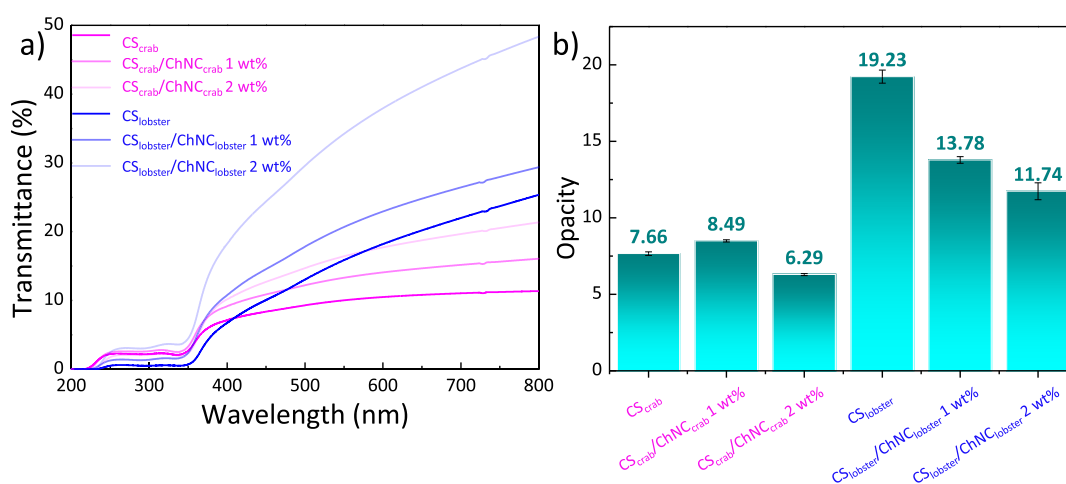 a)
CScrab
CScrab/ChNCcrab 1 wt%
CScrab/ChNCcrab 2 wt%
CSlobster
CSlobster/ChNClobster 1 wt%
CSlobster/ChNClobster 2 wt%
Transmittance (%)
50
40
30
20
10
0
200 300 400 500 600 700 800
Wavelength (nm)
b)
Opacity
20
15
10
5
0
7.66
8.49
6.29
19.23
13.78
11.74
CScrab
CScrab/ChNCcrab 1 wt%
CScrab/ChNCcrab 2 wt%
CSlobster
CSlobster/ChNClobster 1 wt%
CSlobster/ChNClobster 2 wt%